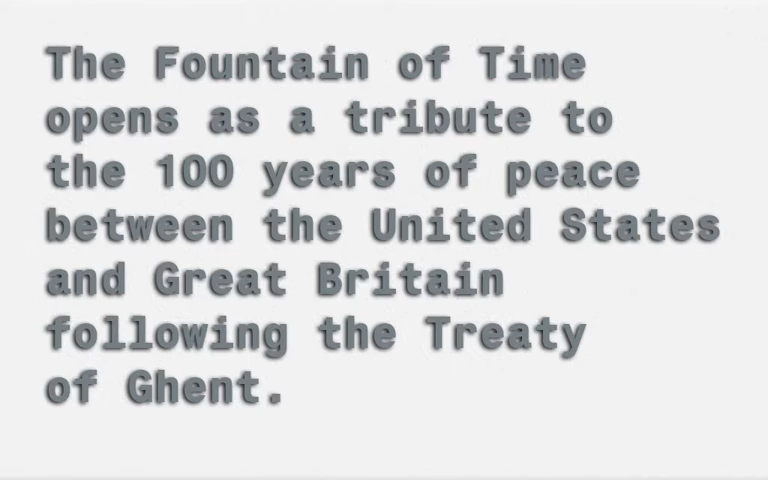 The Fountain of Time
opens as a tribute to
the 100 years of peace
between the United States
and Great Britain
following the Treaty
of Ghent.